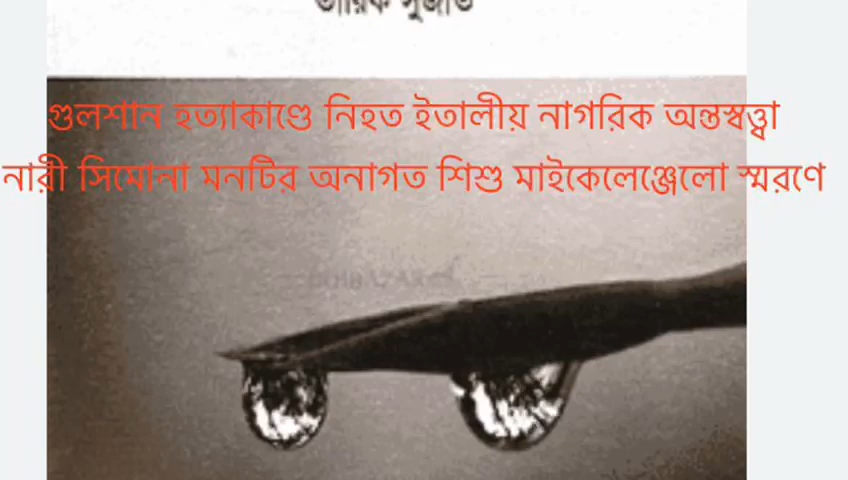 তারিক সুজাত
গুলশান হত্যাকাণ্ডে নিহত ইতালীয় নাগরিক অন্তস্বত্ত্বা
নারী সিমোনা মনটির অনাগত শিশু মাইকেলেঞ্জেলো স্মরণে